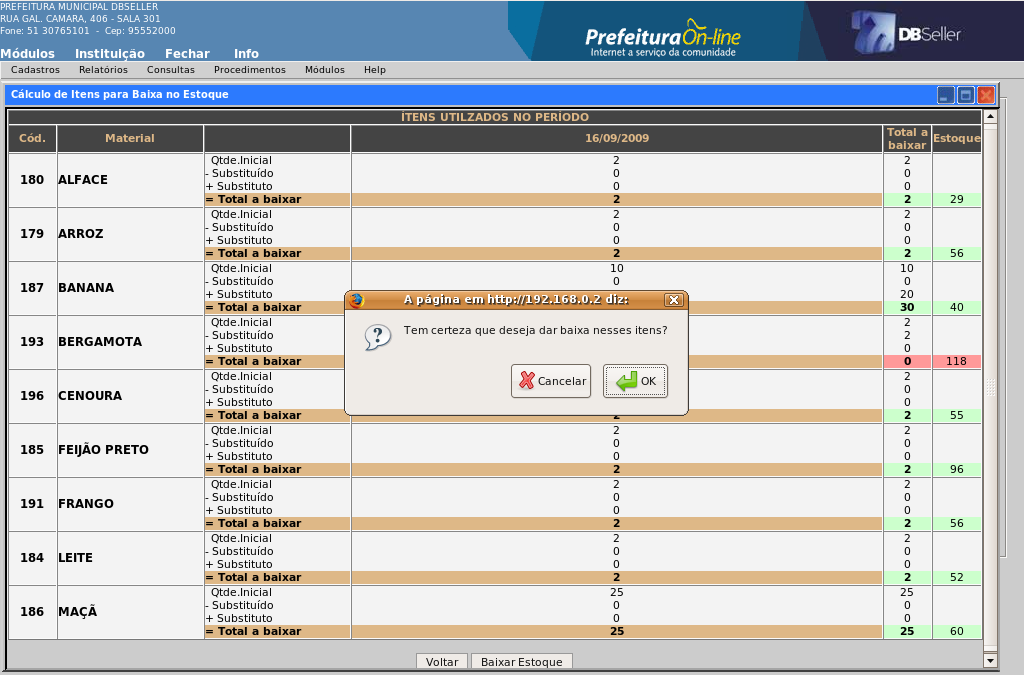 PREFEITURA MUNICIPAL DBSELLER
RUA GAL. CAMARA, 406 - SALA 301
Fone: 51 30765101 - Cep: 95552000
Prefeitura On-line
Internet a serviço da comunidade
DBSeller
Módulos Instituição Fechar Info
Cadastros Relatórios Consultas Procedimentos Módulos Help
Cálculo de Itens para Baixa no Estoque
ÍTENS UTILZADOS NO PERÍODO
Cód. Material 16/09/2009 Total a baixar Estoque
Qtde.Inicial 2 2
- Substituído 0 0
180 ALFACE
+ Substituto 0 0
= Total a baixar 2 2 29
Qtde.Inicial 2 2
- Substituído 0 0
179 ARROZ
+ Substituto 0 0
= Total a baixar 2 2 56
Qtde.Inicial 10 10
- Substituído 0 0
187 BANANA
+ Substituto 20
= Total a baixar 30 40
Qtde.Inicial 2
- Substituído 2
193 BERGAMOTA
+ Substituto 0
= Total a baixar 0 118
Qtde.Inicial 2
- Substituído 0
196 CENOURA
+ Substituto 0
= Total a baixar 2 2 55
Qtde.Inicial 2 2
- Substituído 0 0
185 FEIJÃO PRETO
+ Substituto 0 0
= Total a baixar 2 2 96
Qtde.Inicial 2 2
- Substituído 0 0
191 FRANGO
+ Substituto 0 0
= Total a baixar 2 2 56
Qtde.Inicial 2 2
- Substituído 0 0
184 LEITE
+ Substituto 0 0
= Total a baixar 2 2 52
Qtde.Inicial 25 25
- Substituído 0 0
186 MAÇÃ
+ Substituto 0 0
= Total a baixar 25 25 60
A página em http://192.168.0.2 diz:
Tem certeza que deseja dar baixa nesses itens?
Cancelar OK
Voltar Baixar Estoque